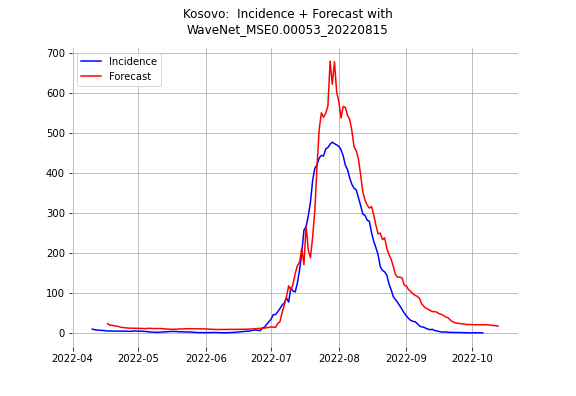 Kosovo:  Incidence + Forecast with
WaveNet_MSE0.00053_20220815
Incidence
Forecast
700
600
500
400
300
200
100
0
2022-04 2022-05 2022-06 2022-07 2022-08 2022-09 2022-10